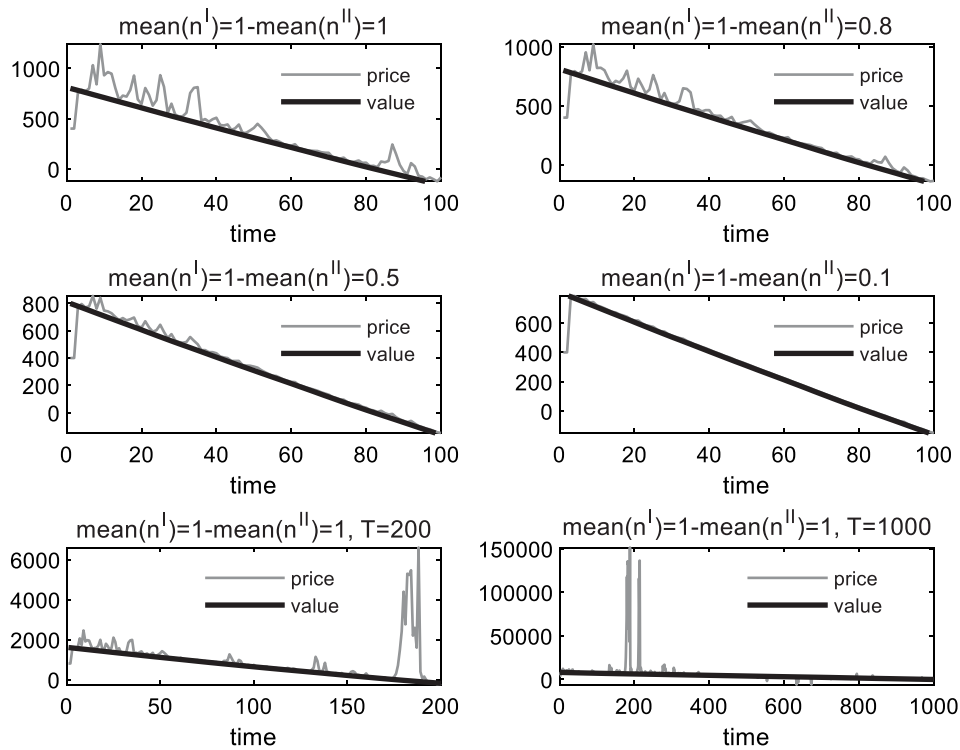 mean(n^I)=1-mean(n^II)=1
1000
500
0
price
value
0 20 40 60 80 100
time
mean(n^I)=1-mean(n^II)=0.8
1000
500
0
price
value
0 20 40 60 80 100
time
mean(n^I)=1-mean(n^II)=0.5
800
600
400
200
0
price
value
0 20 40 60 80 100
time
mean(n^I)=1-mean(n^II)=0.1
600
400
200
0
price
value
0 20 40 60 80 100
time
mean(n^I)=1-mean(n^II)=1, T=200
6000
4000
2000
0
price
value
0 50 100 150 200
time
mean(n^I)=1-mean(n^II)=1, T=1000
150000
100000
50000
0
price
value
0 200 400 600 800 1000
time